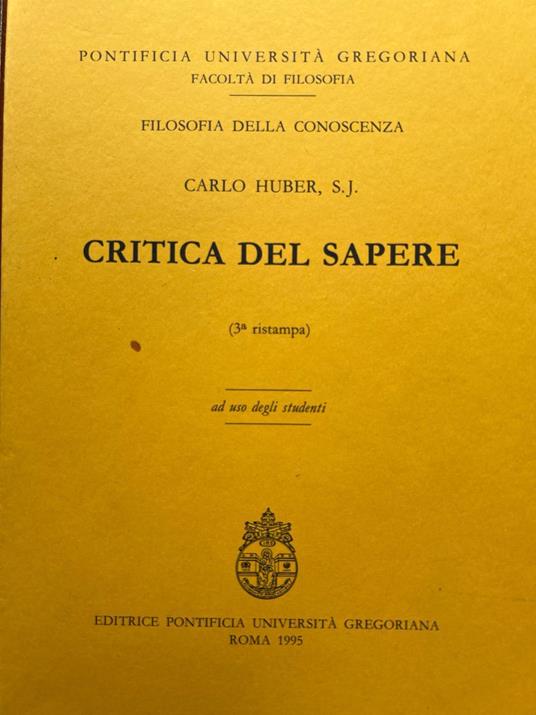 PONTIFICIA UNIVERSITÀ GREGORIANA
FACOLTÀ DI FILOSOFIA
FILOSOFIA DELLA CONOSCENZA
CARLO HUBER, S.J.
CRITICA DEL SAPERE
(3ª ristampa)
ad uso degli studenti
EDITRICE PONTIFICIA UNIVERSITÀ GREGORIANA
ROMA 1995